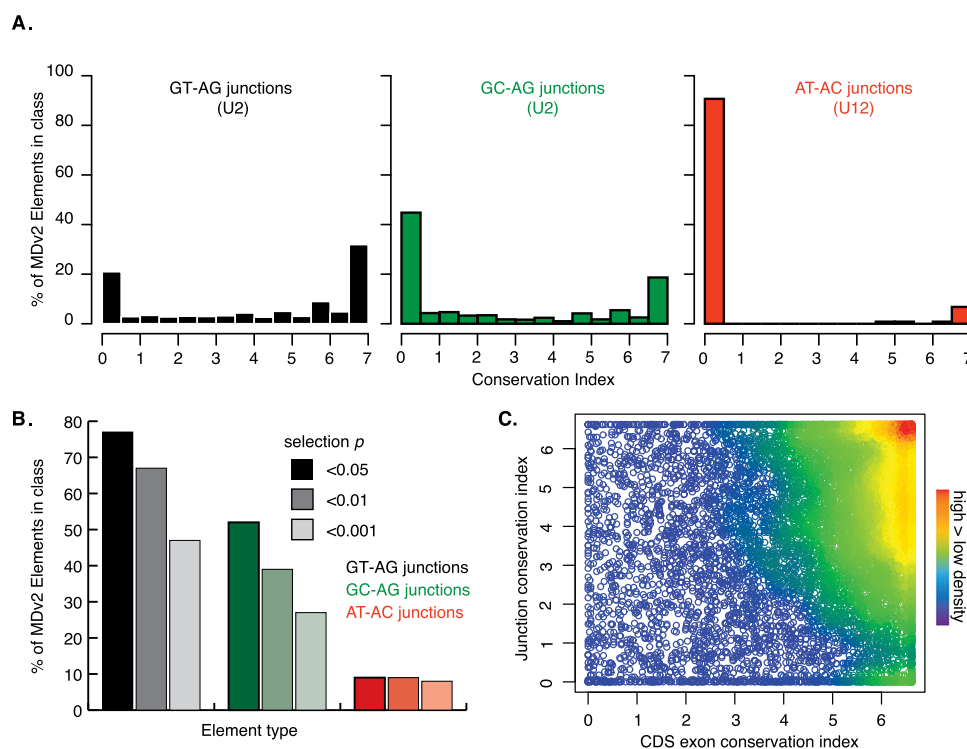 A.
GT-AG junctions
(U2)
GC-AG junctions
(U2)
AT-AC junctions
(U12)
% of MDv2 Elements in class
100
80
60
40
20
0
0 1 2 3 4 5 6 7
0 1 2 3 4 5 6 7
0 1 2 3 4 5 6 7
Conservation Index
B.
% of MDv2 Elements in class
80
70
60
50
40
30
20
10
0
selection p
<0.05
<0.01
<0.001
GT-AG junctions
GC-AG junctions
AT-AC junctions
Element type
C.
Junction conservation index
6
5
4
3
2
1
0
0 1 2 3 4 5 6
CDS exon conservation index
high > low density